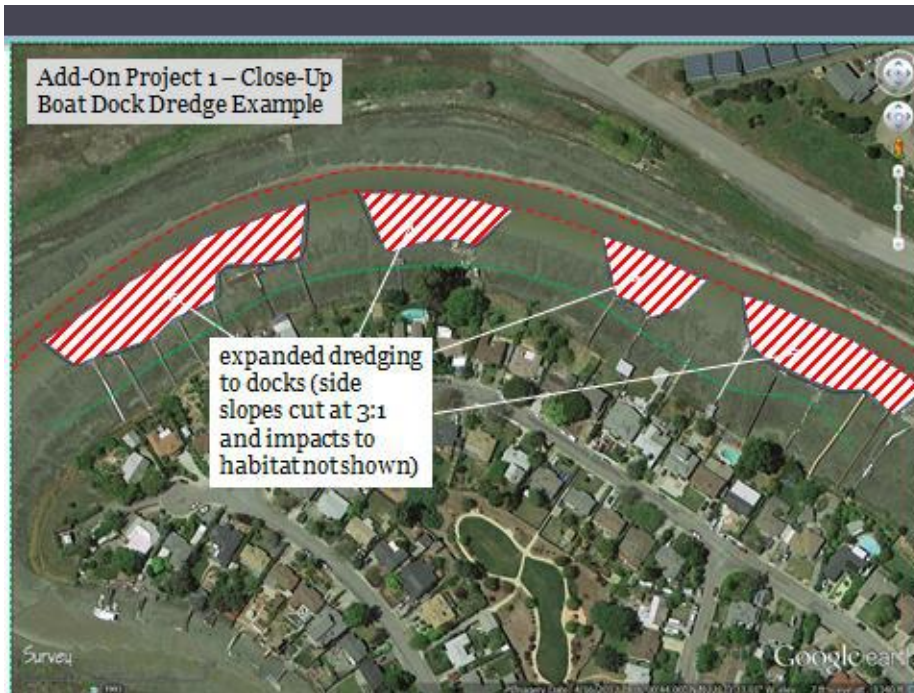 Add-On Project 1 – Close-Up
Boat Dock Dredge Example
expanded dredging
to docks (side
slopes cut at 3:1
and impacts to
habitat not shown)
Survey
Google earth